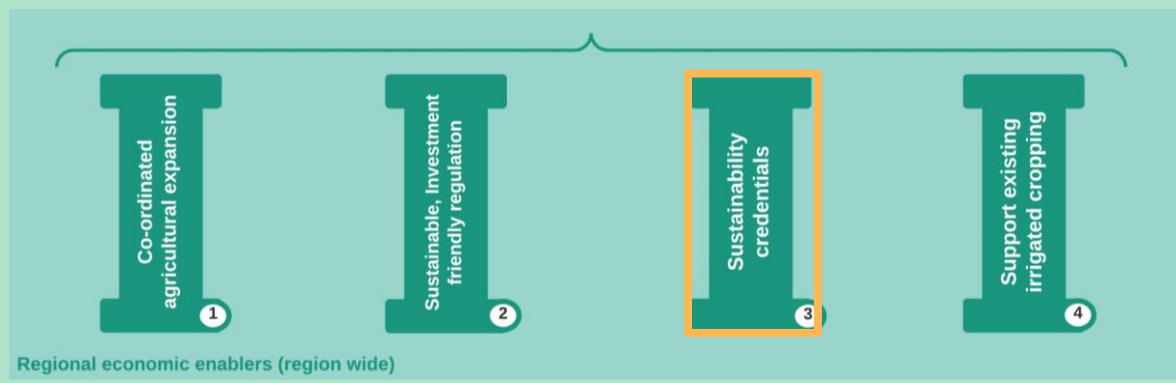 Co-ordinated
agricultural expansion
1
Sustainable, Investment
friendly regulation
2
Sustainability
credentials
3
Support existing
irrigated cropping
4
Regional economic enablers (region wide)